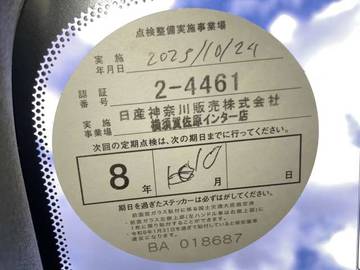 点検整備実施事業場
実施年月日 2025/10/24
認証番号 2-4461
日産神奈川販売株式会社
実施事業場 横須賀佐原インター店
次回の定期点検は、次の期日までに行ってください。
8年 10月 日
期日を過ぎたステッカーは必ずはがしてください。
BA 018687